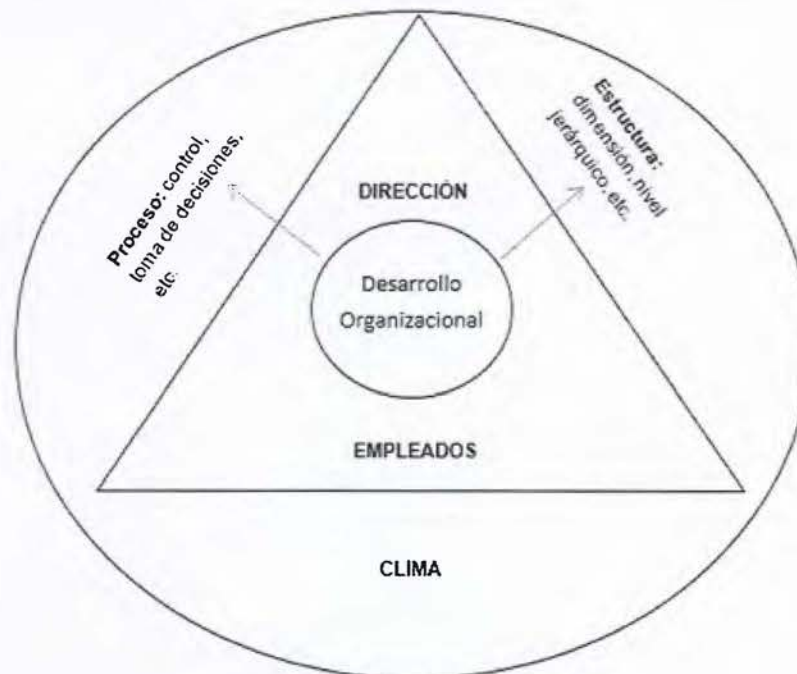 Proceso: control,
toma de decisiones,
etc.
Estructura:
dimensión, nivel
jerárquico, etc.
DIRECCIÓN
Desarrollo
Organizacional
EMPLEADOS
CLIMA